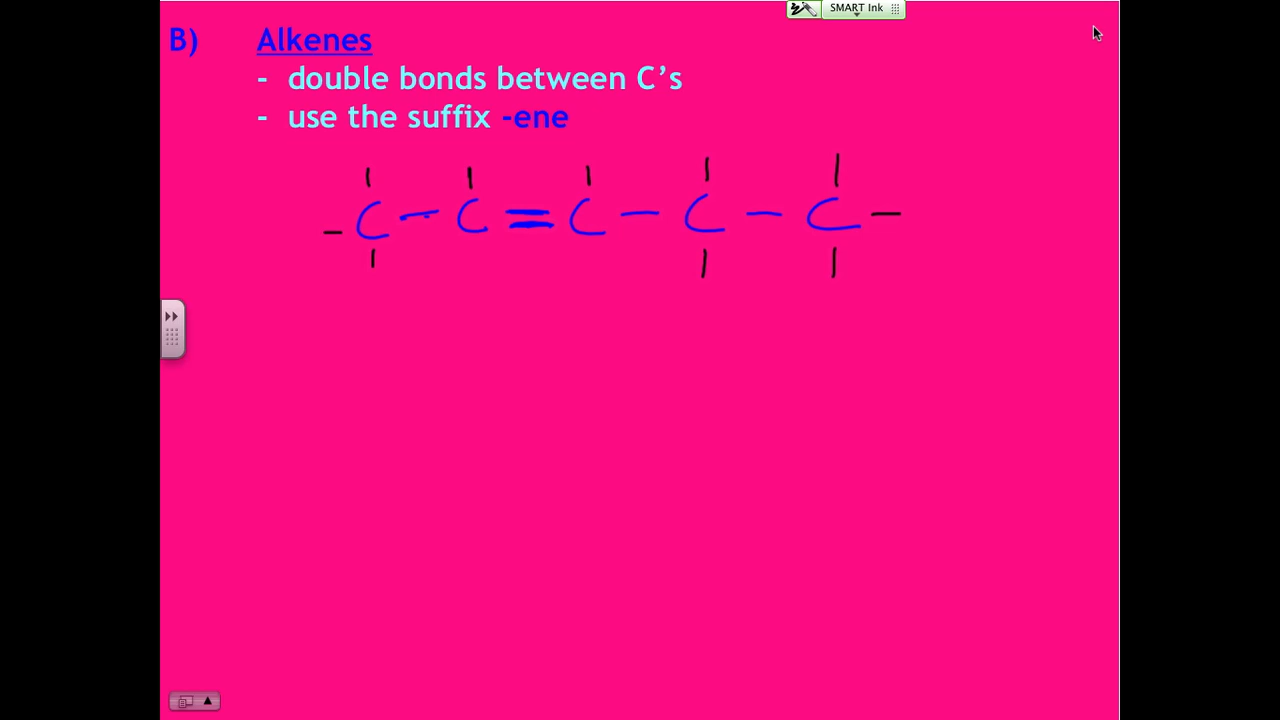 SMART Ink
B) Alkenes
- double bonds between C's
- use the suffix -ene
C - C = C - C - C -